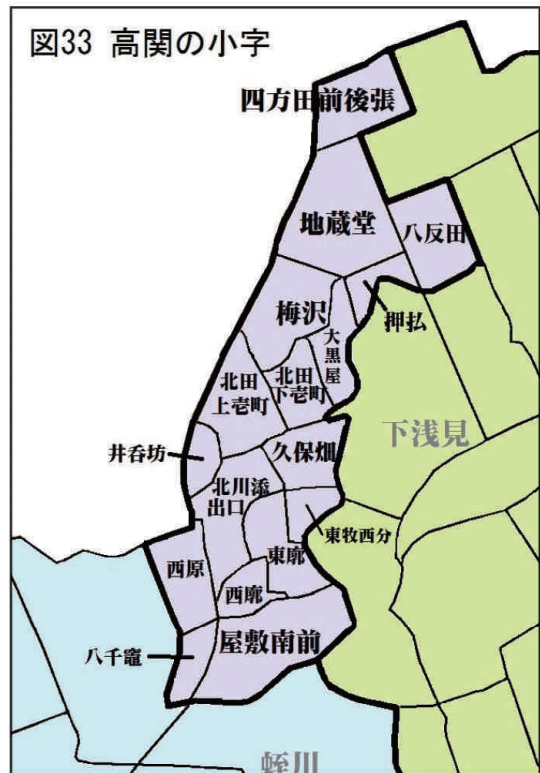 図33 高関の小字
四方田前後張
地蔵堂
八反田
梅沢
押払
大黒屋
北田
上壱町
北田
下壱町
下浅見
井呑坊
久保畑
北川添
出口
東牧西分
西原
東廓
西廓
八千竈
屋敷南前
蛭川